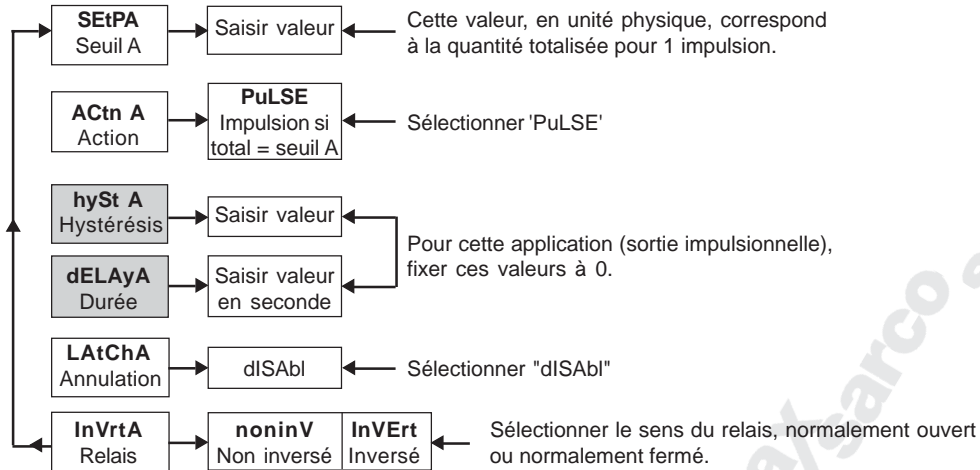 SEtPA
Seuil A
Saisir valeur
Cette valeur, en unité physique, correspond
à la quantité totalisée pour 1 impulsion.
ACtn A
Action
PuLSE
Impulsion si
total = seuil A
Sélectionner 'PuLSE'
hySt A
Hystérésis
Saisir valeur
dELAyA
Durée
Saisir valeur
en seconde
Pour cette application (sortie impulsionnelle),
fixer ces valeurs à 0.
LAtChA
Annulation
dISAbl
Sélectionner "dISAbl"
InVrtA
Relais
noninV
Non inversé
InVErt
Inversé
Sélectionner le sens du relais, normalement ouvert
ou normalement fermé.
sarco